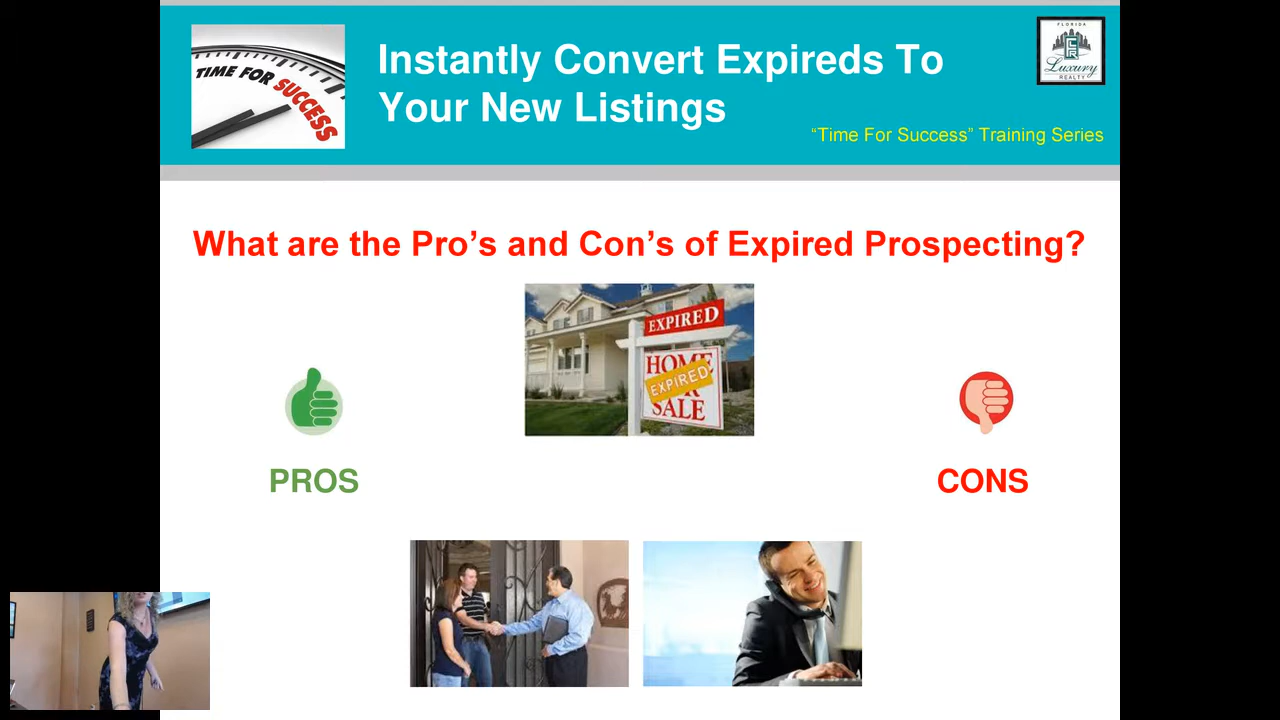 TIME FOR SUCCESS
Instantly Convert Expireds To
Your New Listings
FLORIDA
Luxury
REALTY
“Time For Success” Training Series
What are the Pro’s and Con’s of Expired Prospecting?
EXPIRED
HOME
EXPIRED
SALE
PROS
CONS